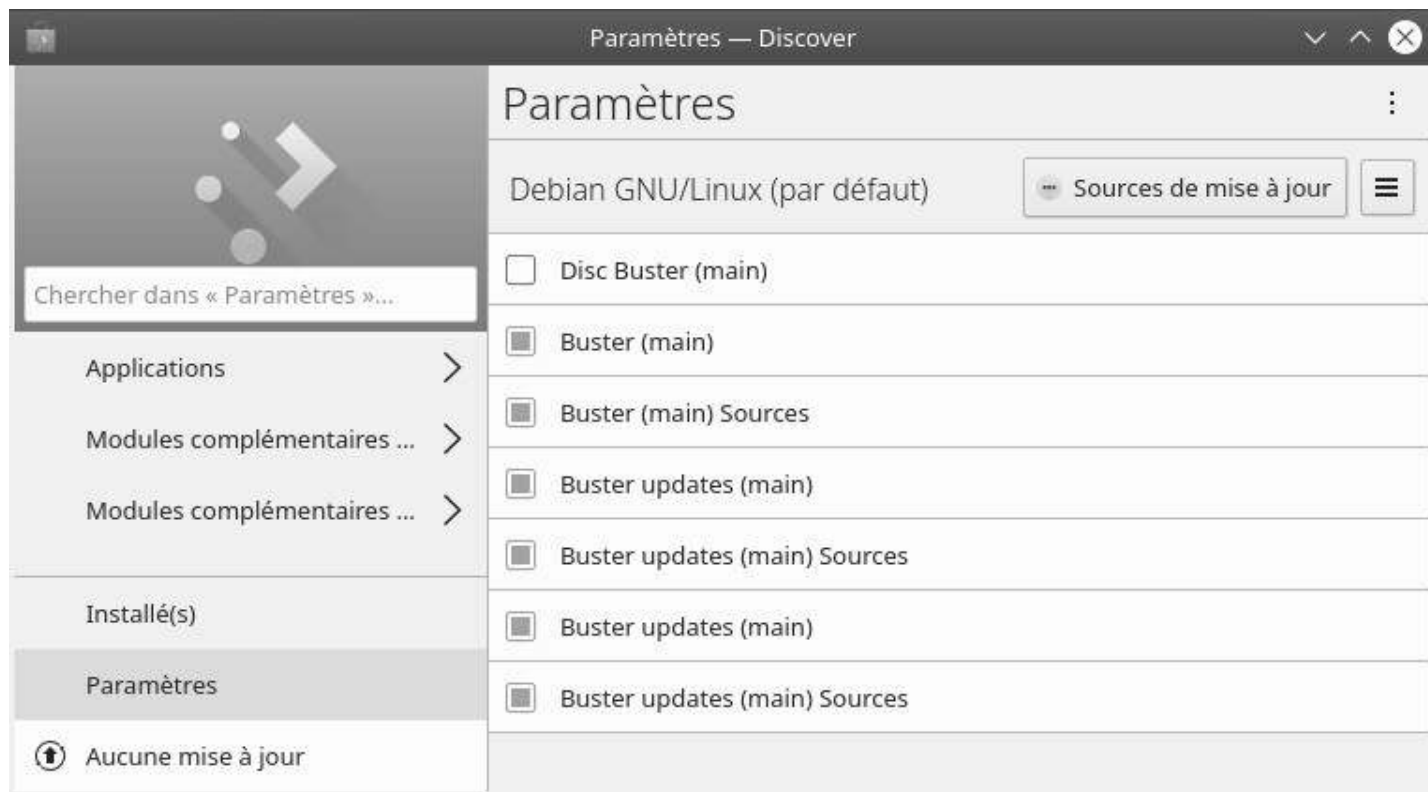 Paramètres — Discover
Chercher dans « Paramètres »...
Applications
Modules complémentaires ...
Modules complémentaires ...
Installé(s)
Paramètres
Aucune mise à jour
Paramètres
Debian GNU/Linux (par défaut)
Sources de mise à jour
Disc Buster (main)
Buster (main)
Buster (main) Sources
Buster updates (main)
Buster updates (main) Sources
Buster updates (main)
Buster updates (main) Sources